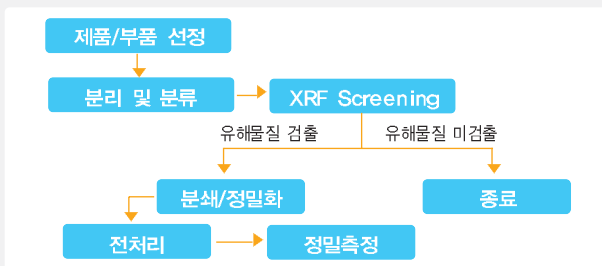 제품/부품 선정
분리 및 분류
XRF Screening
유해물질 검출
유해물질 미검출
분쇄/정밀화
종료
전처리
정밀측정